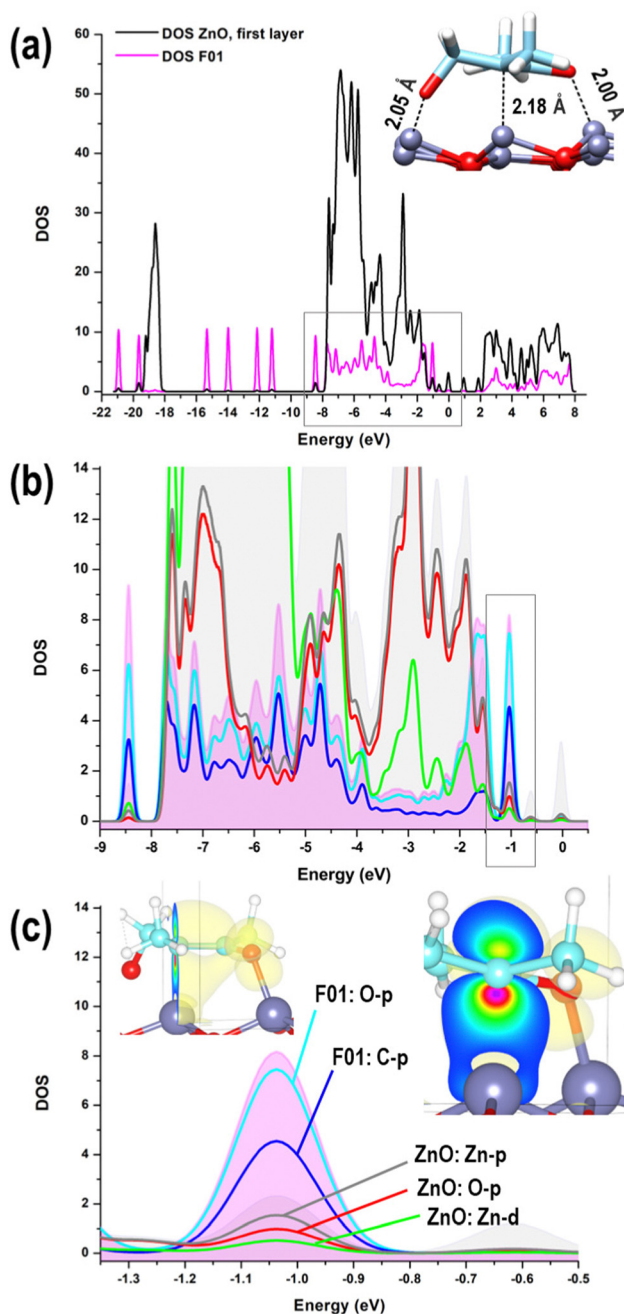 (a)
DOS ZnO, first layer
DOS F01
2.05 Å
2.18 Å
2.00 Å
DOS
60
50
40
30
20
10
0
-22 -20 -18 -16 -14 -12 -10 -8 -6 -4 -2 0 2 4 6 8
Energy (eV)
(b)
DOS
14
12
10
8
6
4
2
0
-9 -8 -7 -6 -5 -4 -3 -2 -1 0
Energy (eV)
(c)
DOS
14
12
10
8
6
4
2
0
F01: O-p
F01: C-p
ZnO: Zn-p
ZnO: O-p
ZnO: Zn-d
-1.3 -1.2 -1.1 -1.0 -0.9 -0.8 -0.7 -0.6 -0.5
Energy (eV)